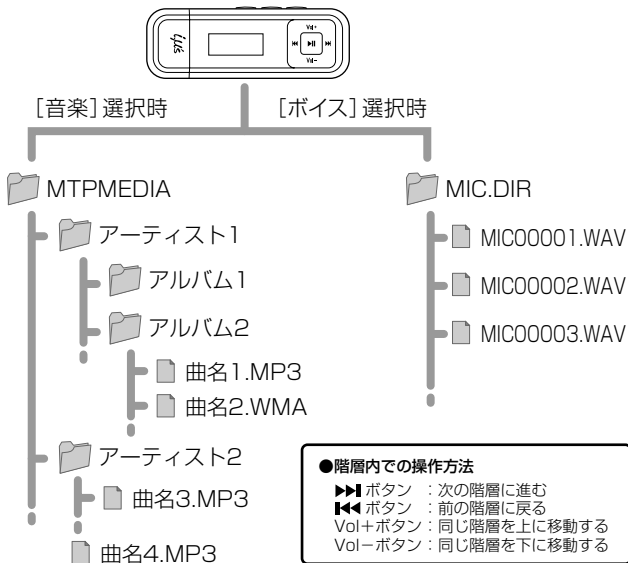 Vol+
Vol−
[音楽]選択時
[ボイス]選択時
MTPMEDIA
アーティスト1
アルバム1
アルバム2
曲名1.MP3
曲名2.WMA
アーティスト2
曲名3.MP3
曲名4.MP3
MIC.DIR
MIC00001.WAV
MIC00002.WAV
MIC00003.WAV
●階層内での操作方法
▶▶| ボタン ：次の階層に進む
|◀◀ ボタン ：前の階層に戻る
Vol＋ボタン：同じ階層を上に移動する
Vol－ボタン：同じ階層を下に移動する